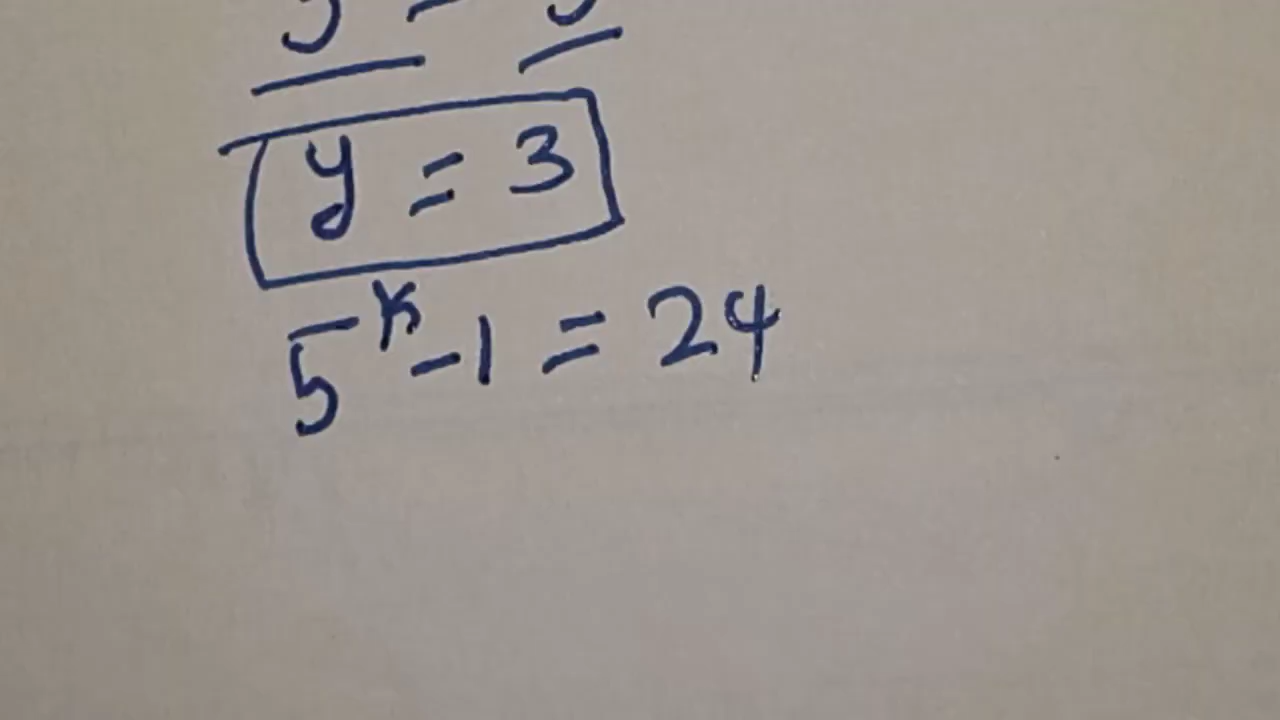 y = 3
5^x - 1 = 24